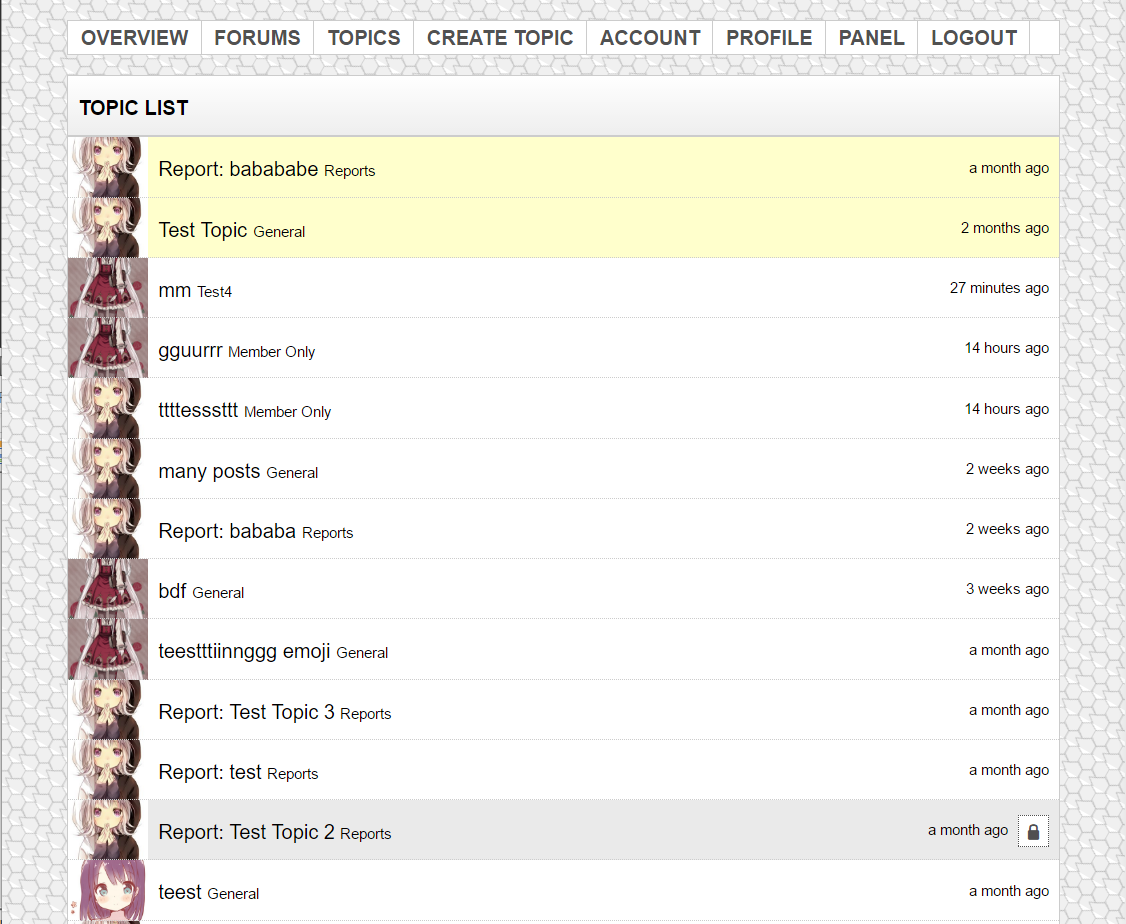 OVERVIEW FORUMS TOPICS CREATE TOPIC ACCOUNT PROFILE PANEL LOGOUT
TOPIC LIST
Report: babababe Reports a month ago
Test Topic General 2 months ago
mm Test4 27 minutes ago
gguurrr Member Only 14 hours ago
ttttesssttt Member Only 14 hours ago
many posts General 2 weeks ago
Report: bababa Reports 2 weeks ago
bdf General 3 weeks ago
teestttiinnggg emoji General a month ago
Report: Test Topic 3 Reports a month ago
Report: test Reports a month ago
Report: Test Topic 2 Reports a month ago
teest General a month ago